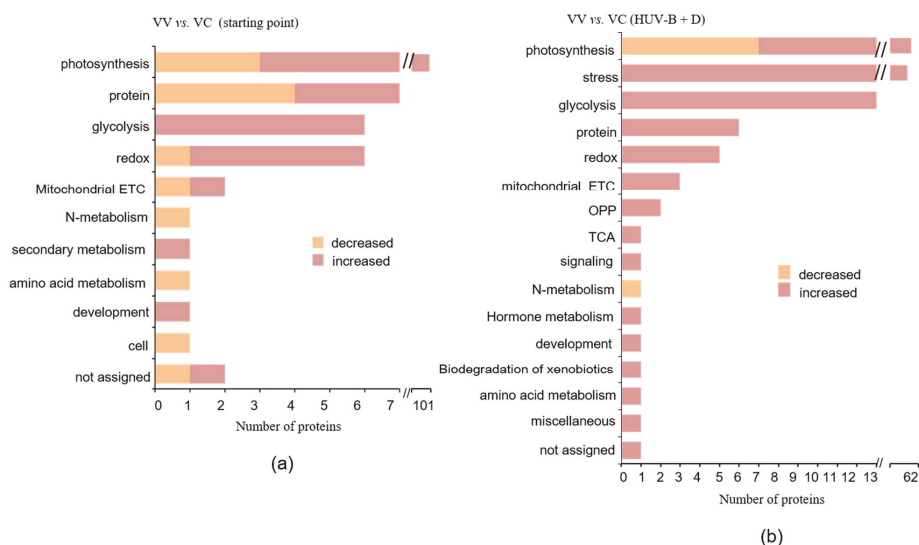 VV vs. VC (starting point)
photosynthesis
protein
glycolysis
redox
Mitochondrial ETC
N-metabolism
secondary metabolism
amino acid metabolism
development
cell
not assigned
decreased
increased
//
0 1 2 3 4 5 6 7 // 101
Number of proteins
(a)
VV vs. VC (HUV-B + D)
photosynthesis
stress
glycolysis
protein
redox
mitochondrial ETC
OPP
TCA
signaling
N-metabolism
Hormone metabolism
development
Biodegradation of xenobiotics
amino acid metabolism
miscellaneous
not assigned
decreased
increased
//
//
//
0 1 2 3 4 5 6 7 8 9 10 11 12 13 62
Number of proteins
(b)